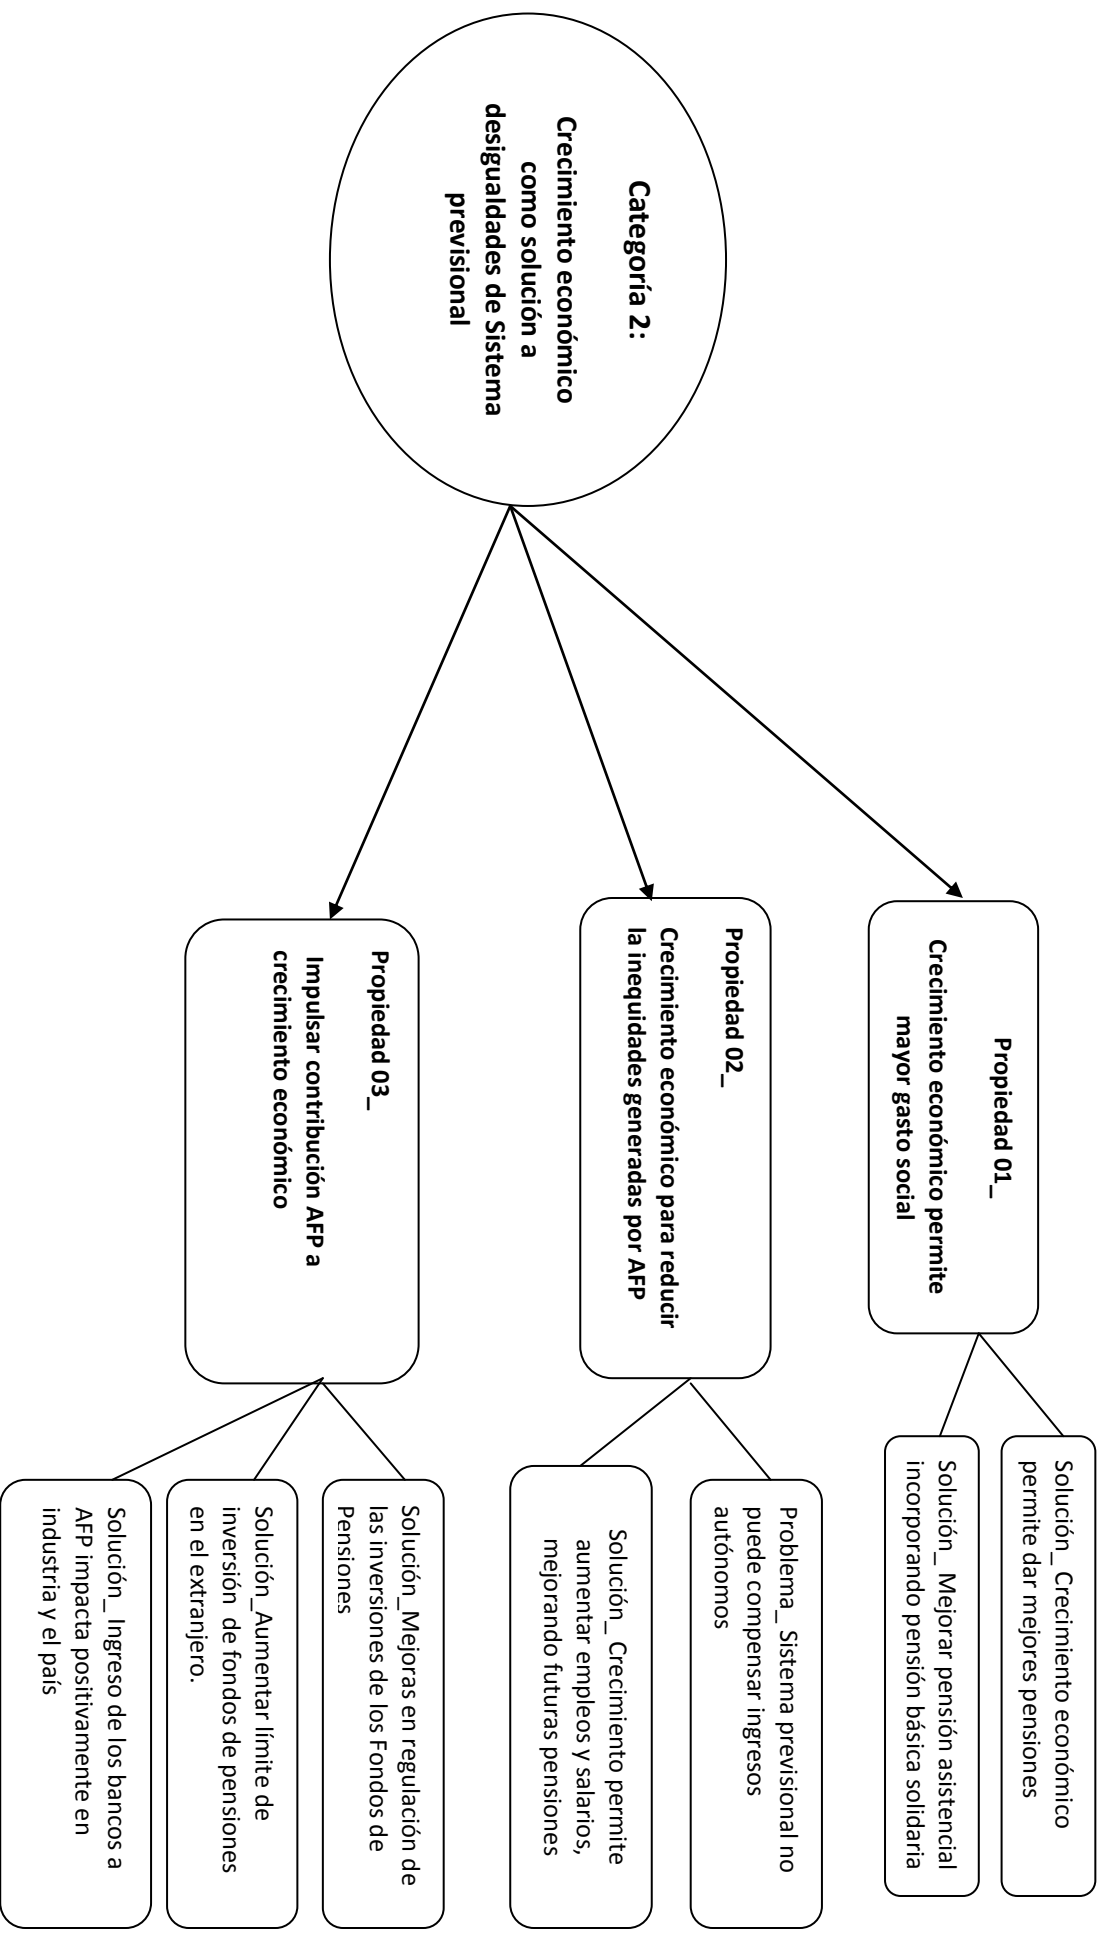 Categoría 2:
Crecimiento económico
como solución a
desigualdades de Sistema
previsional
Propiedad 01_
Crecimiento económico permite
mayor gasto social
Solución_ Crecimiento económico
permite dar mejores pensiones
Solución_ Mejorar pensión asistencial
incorporando pensión básica solidaria
Propiedad 02_
Crecimiento económico para reducir
la inequidades generadas por AFP
Problema_ Sistema previsional no
puede compensar ingresos
autónomos
Solución_ Crecimiento permite
aumentar empleos y salarios,
mejorando futuras pensiones
Propiedad 03_
Impulsar contribución AFP a
crecimiento económico
Solución_Mejoras en regulación de
las inversiones de los Fondos de
Pensiones
Solución_Aumentar límite de
inversión de fondos de pensiones
en el extranjero.
Solución_ Ingreso de los bancos a
AFP impacta positivamente en
industria y el país